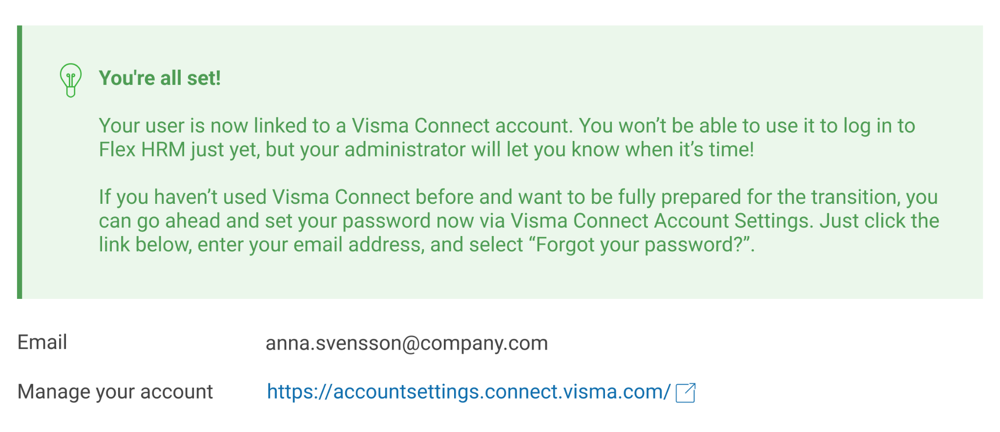 You're all set!
Your user is now linked to a Visma Connect account. You won’t be able to use it to log in to
Flex HRM just yet, but your administrator will let you know when it’s time!
If you haven’t used Visma Connect before and want to be fully prepared for the transition, you
can go ahead and set your password now via Visma Connect Account Settings. Just click the
link below, enter your email address, and select “Forgot your password?”.
Email anna.svensson@company.com
Manage your account https://accountsettings.connect.visma.com/